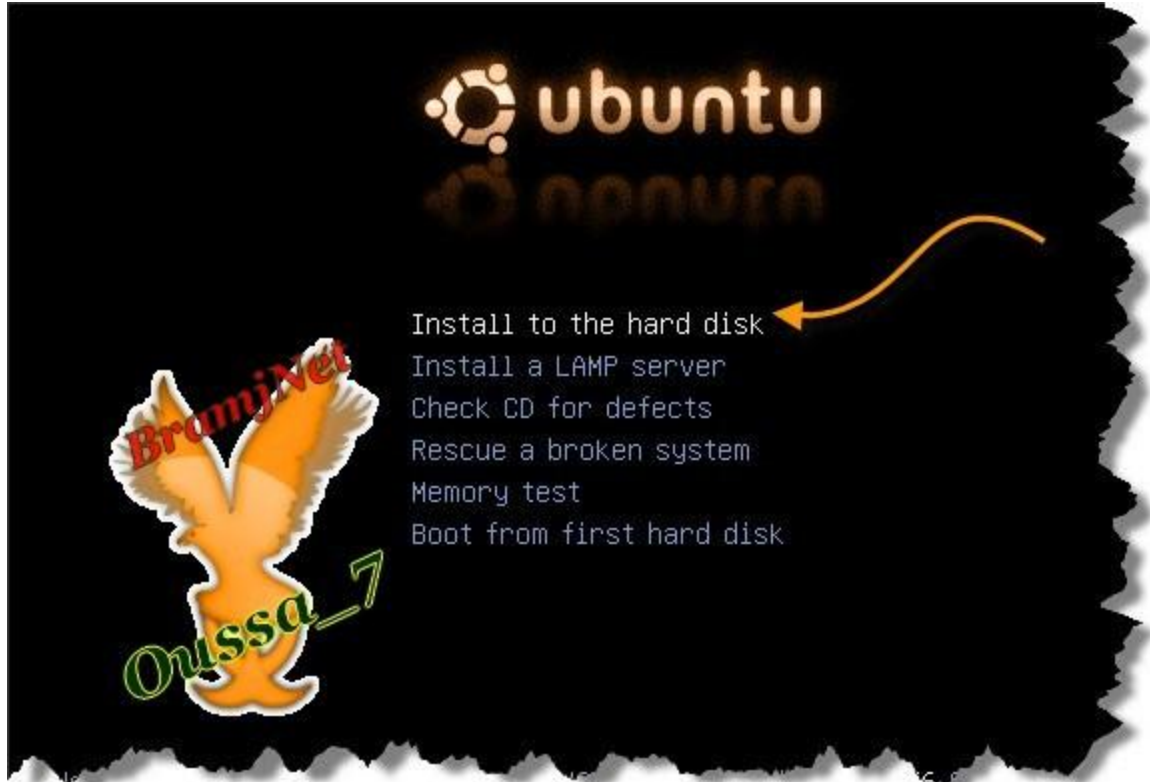 ubuntu
Install to the hard disk
Install a LAMP server
Check CD for defects
Rescue a broken system
Memory test
Boot from first hard disk
BramjNet
Oussa_7